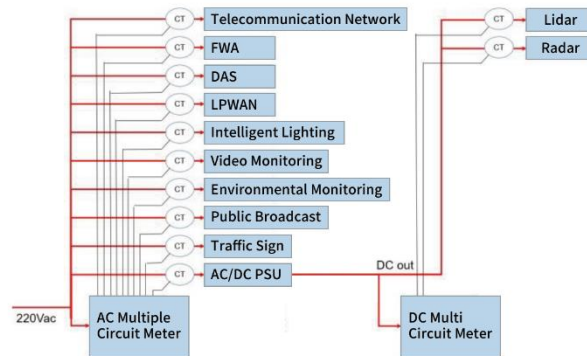 CT
Telecommunication Network
CT
FWA
CT
DAS
CT
LPWAN
CT
Intelligent Lighting
CT
Video Monitoring
CT
Environmental Monitoring
CT
Public Broadcast
CT
Traffic Sign
CT
AC/DC PSU
220Vac
AC Multiple
Circuit Meter
CT
Lidar
CT
Radar
DC out
DC Multi
Circuit Meter